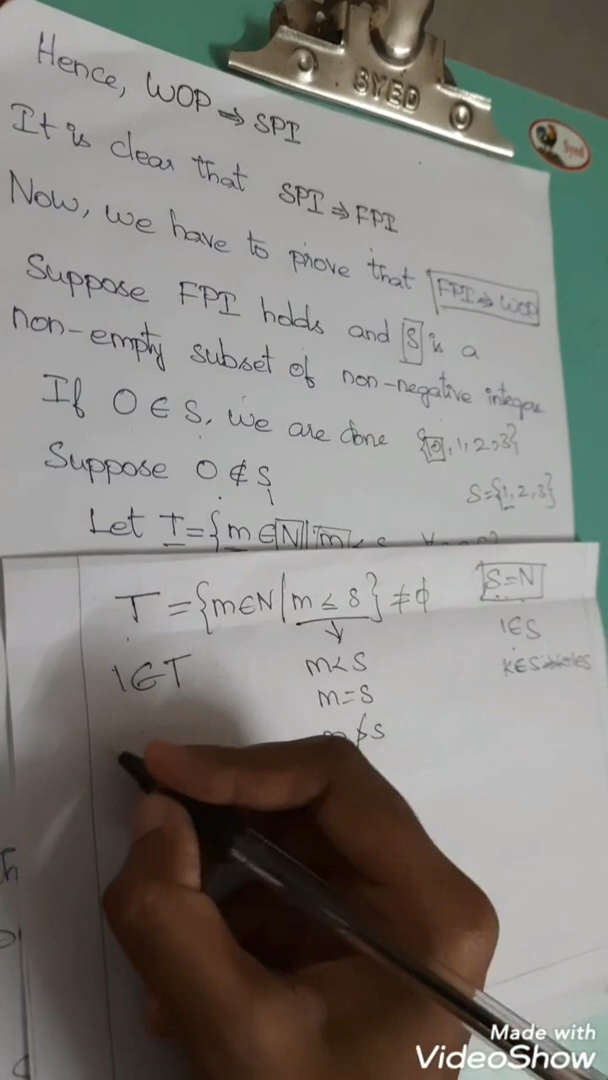 SYED
Syed
Hence, WOP ⇒ SPI
It is clear that SPI ⇒ FPI
Now, we have to prove that FPI ⇒ WOP
Suppose FPI holds and S is a
non-empty subset of non-negative integers
If 0 ∈ S, we are done {0, 1, 2, 3}
Suppose 0 ∉ S
S={1, 2, 3}
Let T={m ∈ N | m
T = {m∈N | m ≤ s} ≠ ϕ
S=N
1∈S
1∈T
m<s
K∈S
m=s
≯s
Made with
VideoShow